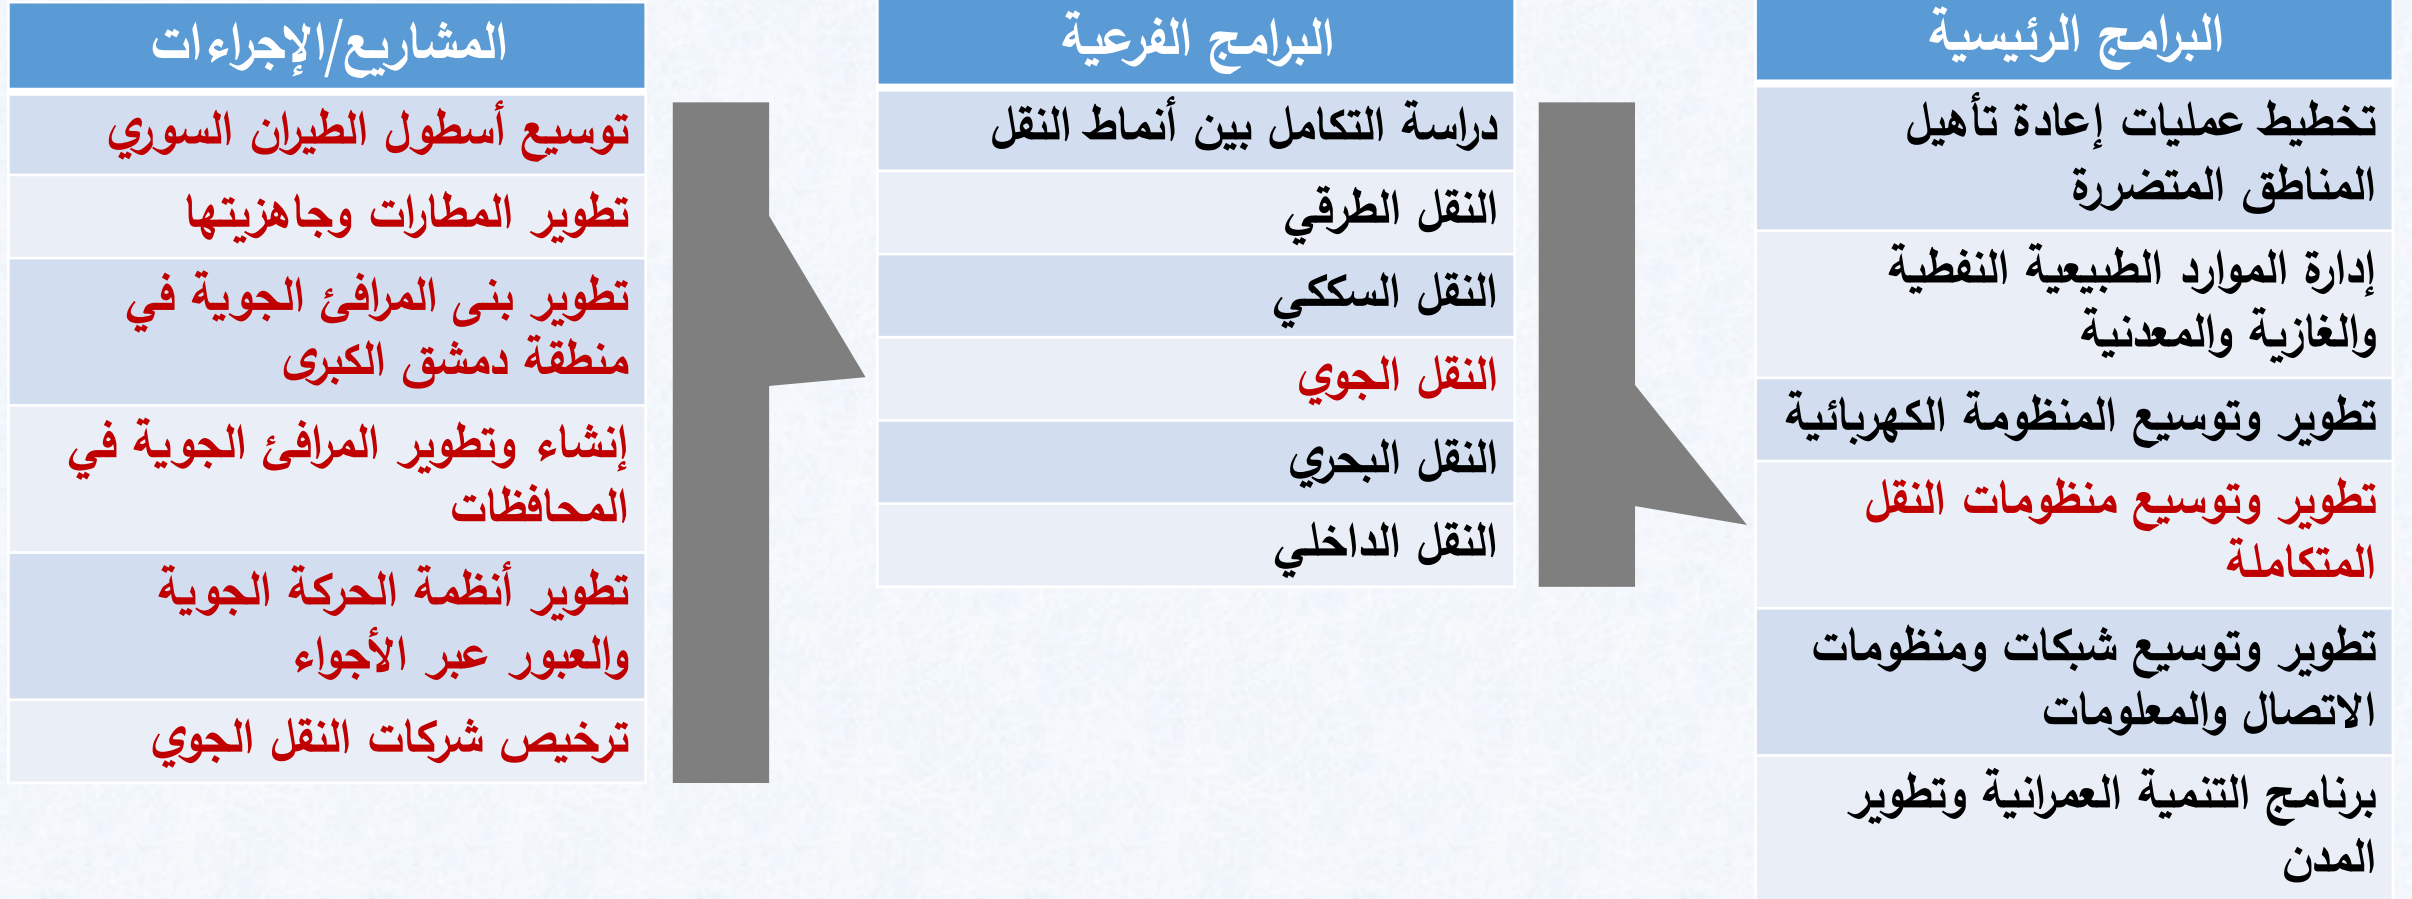 البرامج الرئيسية
تخطيط عمليات إعادة تأهيل
المناطق المتضررة
إدارة الموارد الطبيعية النفطية
والغازية والمعدنية
تطوير وتوسيع المنظومة الكهربائية
تطوير وتوسيع منظومات النقل
المتكاملة
تطوير وتوسيع شبكات ومنظومات
الاتصال والمعلومات
برنامج التنمية العمرانية وتطوير
المدن
البرامج الفرعية
دراسة التكامل بين أنماط النقل
النقل الطرقي
النقل السككي
النقل الجوي
النقل البحري
النقل الداخلي
المشاريع/الإجراءات
توسيع أسطول الطيران السوري
تطوير المطارات وجاهزيتها
تطوير بنى المرافئ الجوية في
منطقة دمشق الكبرى
إنشاء وتطوير المرافئ الجوية في
المحافظات
تطوير أنظمة الحركة الجوية
والعبور عبر الأجواء
ترخيص شركات النقل الجوي